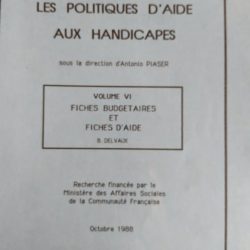 LES POLITIQUES D'AIDE
AUX HANDICAPES
sous la direction d'Antonio PIASER
VOLUME VI
FICHES BUDGETAIRES
ET
FICHES D'AIDE
B. DELVAUX
Recherche financée par le
Ministère des Affaires Sociales
de la Communauté Française
Octobre 1988